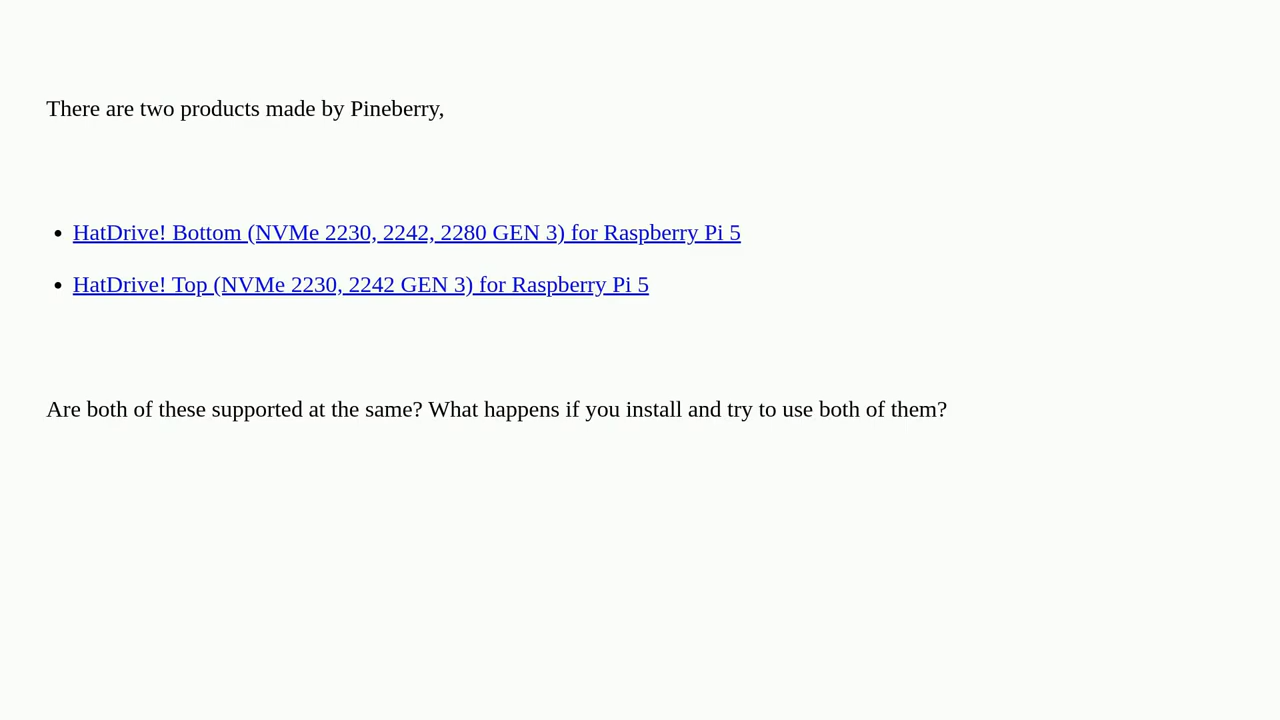 There are two products made by Pineberry,
• HatDrive! Bottom (NVMe 2230, 2242, 2280 GEN 3) for Raspberry Pi 5
• HatDrive! Top (NVMe 2230, 2242 GEN 3) for Raspberry Pi 5
Are both of these supported at the same? What happens if you install and try to use both of them?